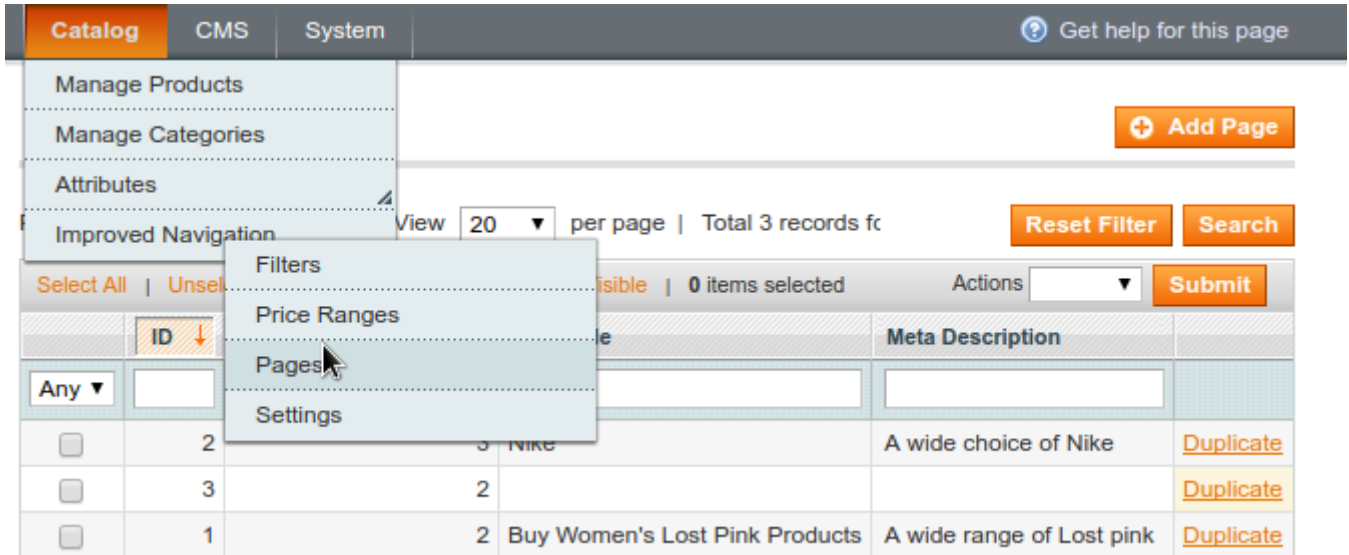 Catalog CMS System Get help for this page
Manage Products
Manage Categories
Add Page
Attributes
View 20 per page | Total 3 records fo
Reset Filter Search
Improved Navigation
Filters
Select All | Unsel isible | 0 items selected Actions Submit
Price Ranges
ID le Meta Description
Pages
Any
Settings
2 3 Nike A wide choice of Nike Duplicate
3 2 Duplicate
1 2 Buy Women's Lost Pink Products A wide range of Lost pink Duplicate